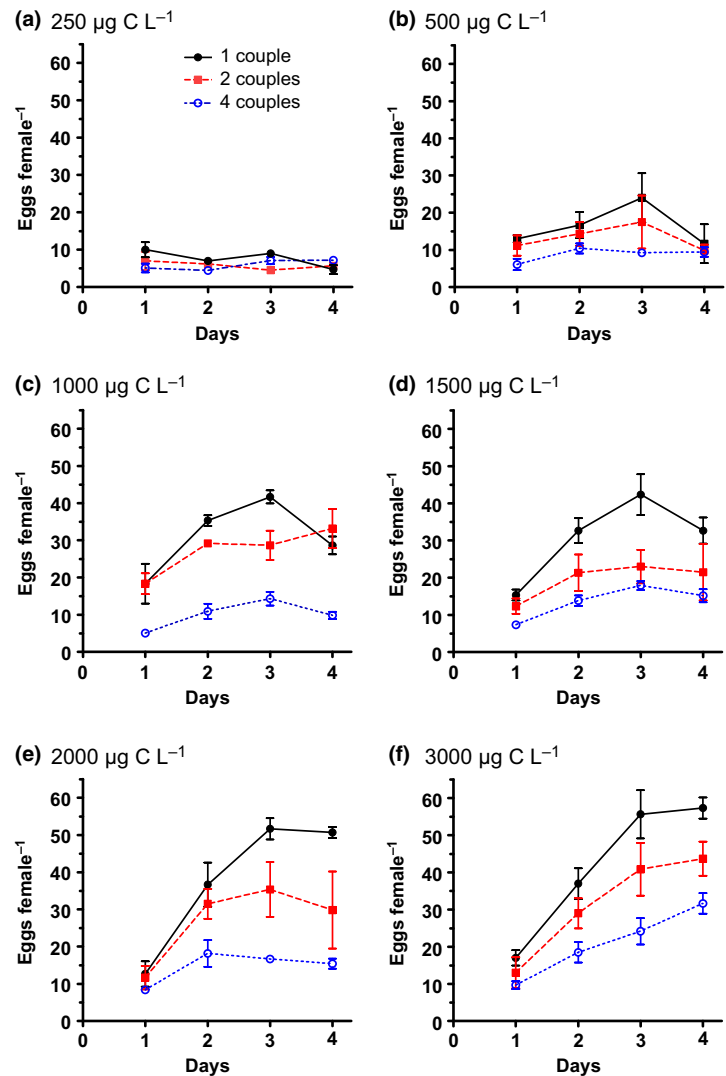 (a) 250 µg C L–1
60
50
40
30
20
10
0
Eggs female–1
1 couple
2 couples
4 couples
0 1 2 3 4
Days
(b) 500 µg C L–1
60
50
40
30
20
10
0
Eggs female–1
0 1 2 3 4
Days
(c) 1000 µg C L–1
60
50
40
30
20
10
0
Eggs female–1
0 1 2 3 4
Days
(d) 1500 µg C L–1
60
50
40
30
20
10
0
Eggs female–1
0 1 2 3 4
Days
(e) 2000 µg C L–1
60
50
40
30
20
10
0
Eggs female–1
0 1 2 3 4
Days
(f) 3000 µg C L–1
60
50
40
30
20
10
0
Eggs female–1
0 1 2 3 4
Days